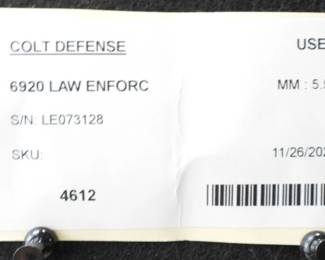 COLT DEFENSE
USE
6920 LAW ENFORC
MM : 5.5
S/N: LE073128
SKU:
11/26/202
4612